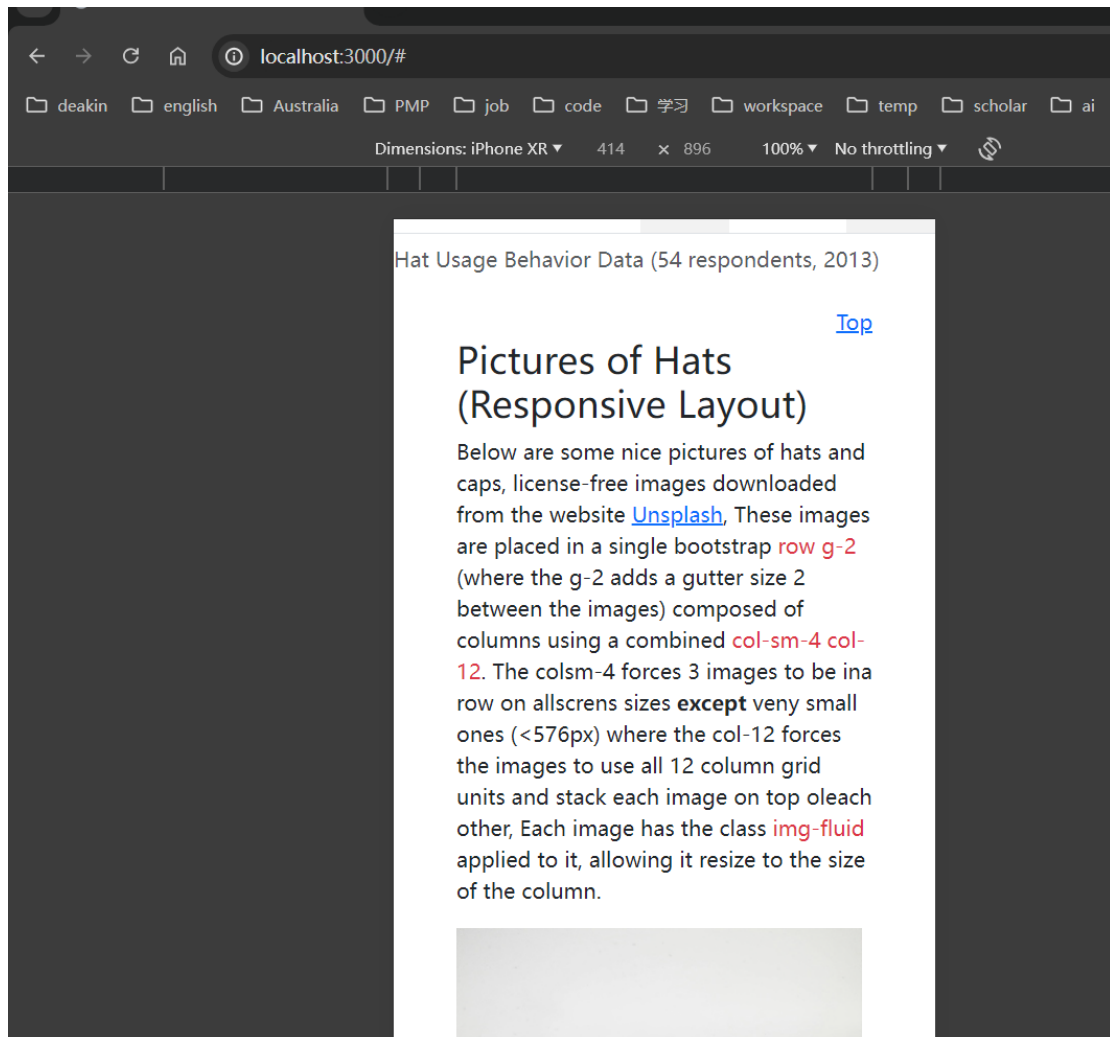 localhost:3000/#
deakin english Australia PMP job code 学习 workspace temp scholar ai
Dimensions: iPhone XR 414 × 896 100% No throttling
Hat Usage Behavior Data (54 respondents, 2013)
Top
Pictures of Hats
(Responsive Layout)
Below are some nice pictures of hats and
caps, license-free images downloaded
from the website Unsplash, These images
are placed in a single bootstrap row g-2
(where the g-2 adds a gutter size 2
between the images) composed of
columns using a combined col-sm-4 col-
12. The colsm-4 forces 3 images to be ina
row on allscrens sizes except veny small
ones (<576px) where the col-12 forces
the images to use all 12 column grid
units and stack each image on top oleach
other, Each image has the class img-fluid
applied to it, allowing it resize to the size
of the column.